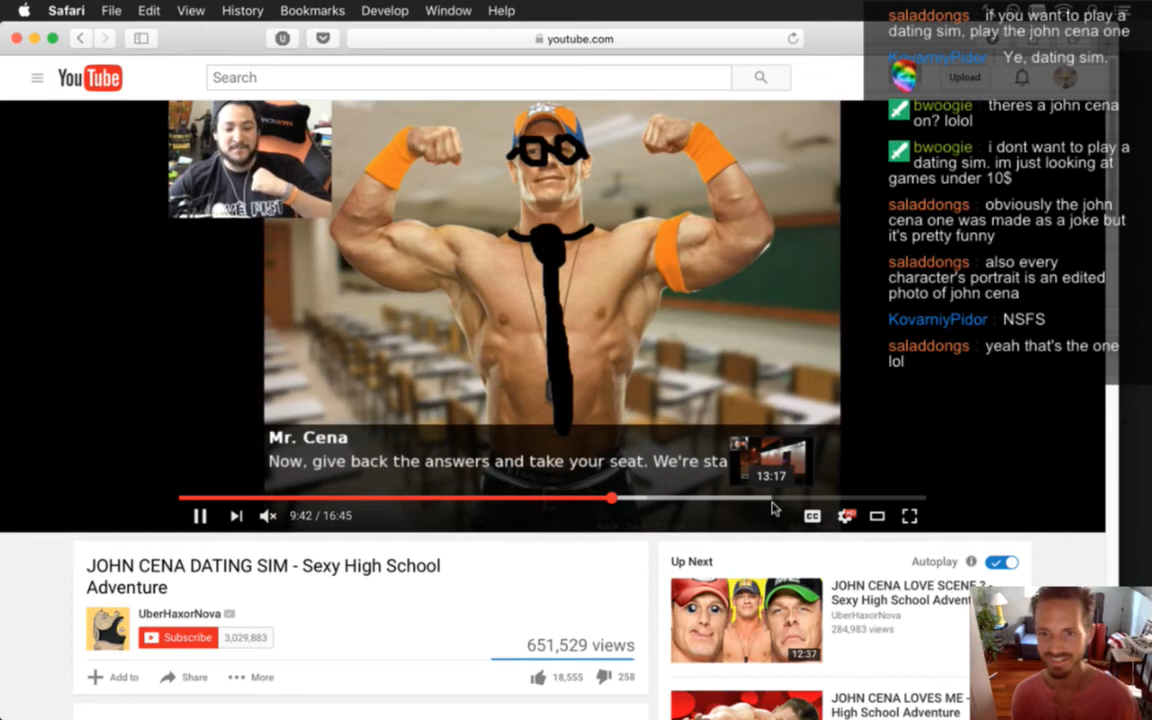 Safari File Edit View History Bookmarks Develop Window Help
saladdongs : if you want to play a
dating sim, play the john cena one
KovarniyPidor : Ye, dating sim.
bwoogie : theres a john cena
on? lolol
bwoogie : i dont want to play a
dating sim. im just looking at
games under 10$
saladdongs : obviously the john
cena one was made as a joke but
it's pretty funny
saladdongs : also every
character's portrait is an edited
photo of john cena
KovarniyPidor : NSFS
saladdongs : yeah that's the one
lol
youtube.com
YouTube
Search
Upload
Mr. Cena
Now, give back the answers and take your seat. We're sta
13:17
9:42 / 16:45
CC
HD
JOHN CENA DATING SIM - Sexy High School
Adventure
UberHaxorNova
Subscribe 3,029,883
651,529 views
Add to Share More
18,555 258
Up Next
Autoplay
JOHN CENA LOVE SCENE ? -
Sexy High School Advent
UberHaxorNova
284,983 views
12:37
JOHN CENA LOVES ME -
High School Adventure